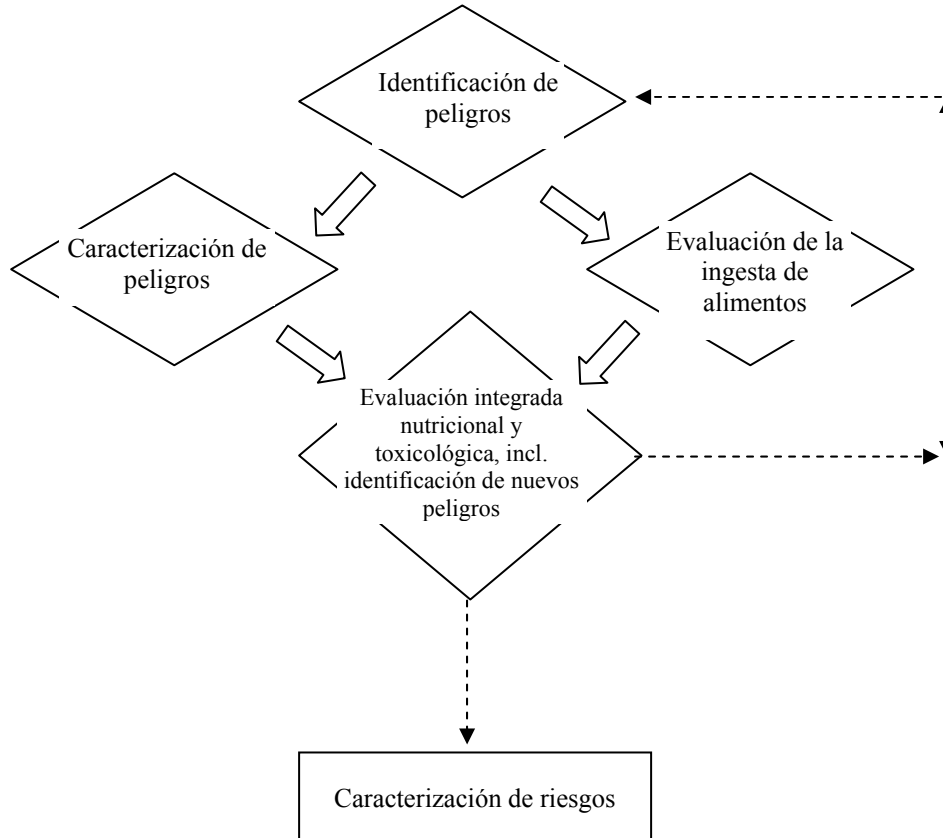 Identificación de
peligros
Caracterización de
peligros
Evaluación de la
ingesta de
alimentos
Evaluación integrada
nutricional y
toxicológica, incl.
identificación de nuevos
peligros
Caracterización de riesgos